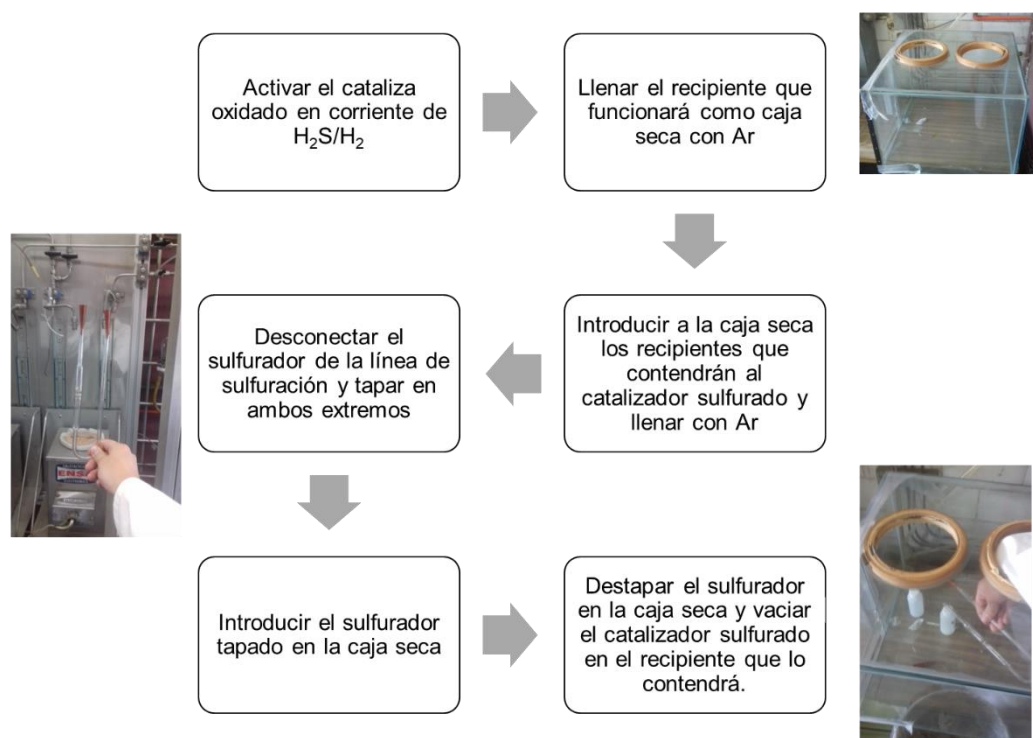 Activar el cataliza
oxidado en corriente de
H₂S/H₂
Llenar el recipiente que
funcionará como caja
seca con Ar
Introducir a la caja seca
los recipientes que
contendrán al
catalizador sulfurado y
llenar con Ar
Desconectar el
sulfurador de la línea de
sulfuración y tapar en
ambos extremos
Introducir el sulfurador
tapado en la caja seca
Destapar el sulfurador
en la caja seca y vaciar
el catalizador sulfurado
en el recipiente que lo
contendrá.